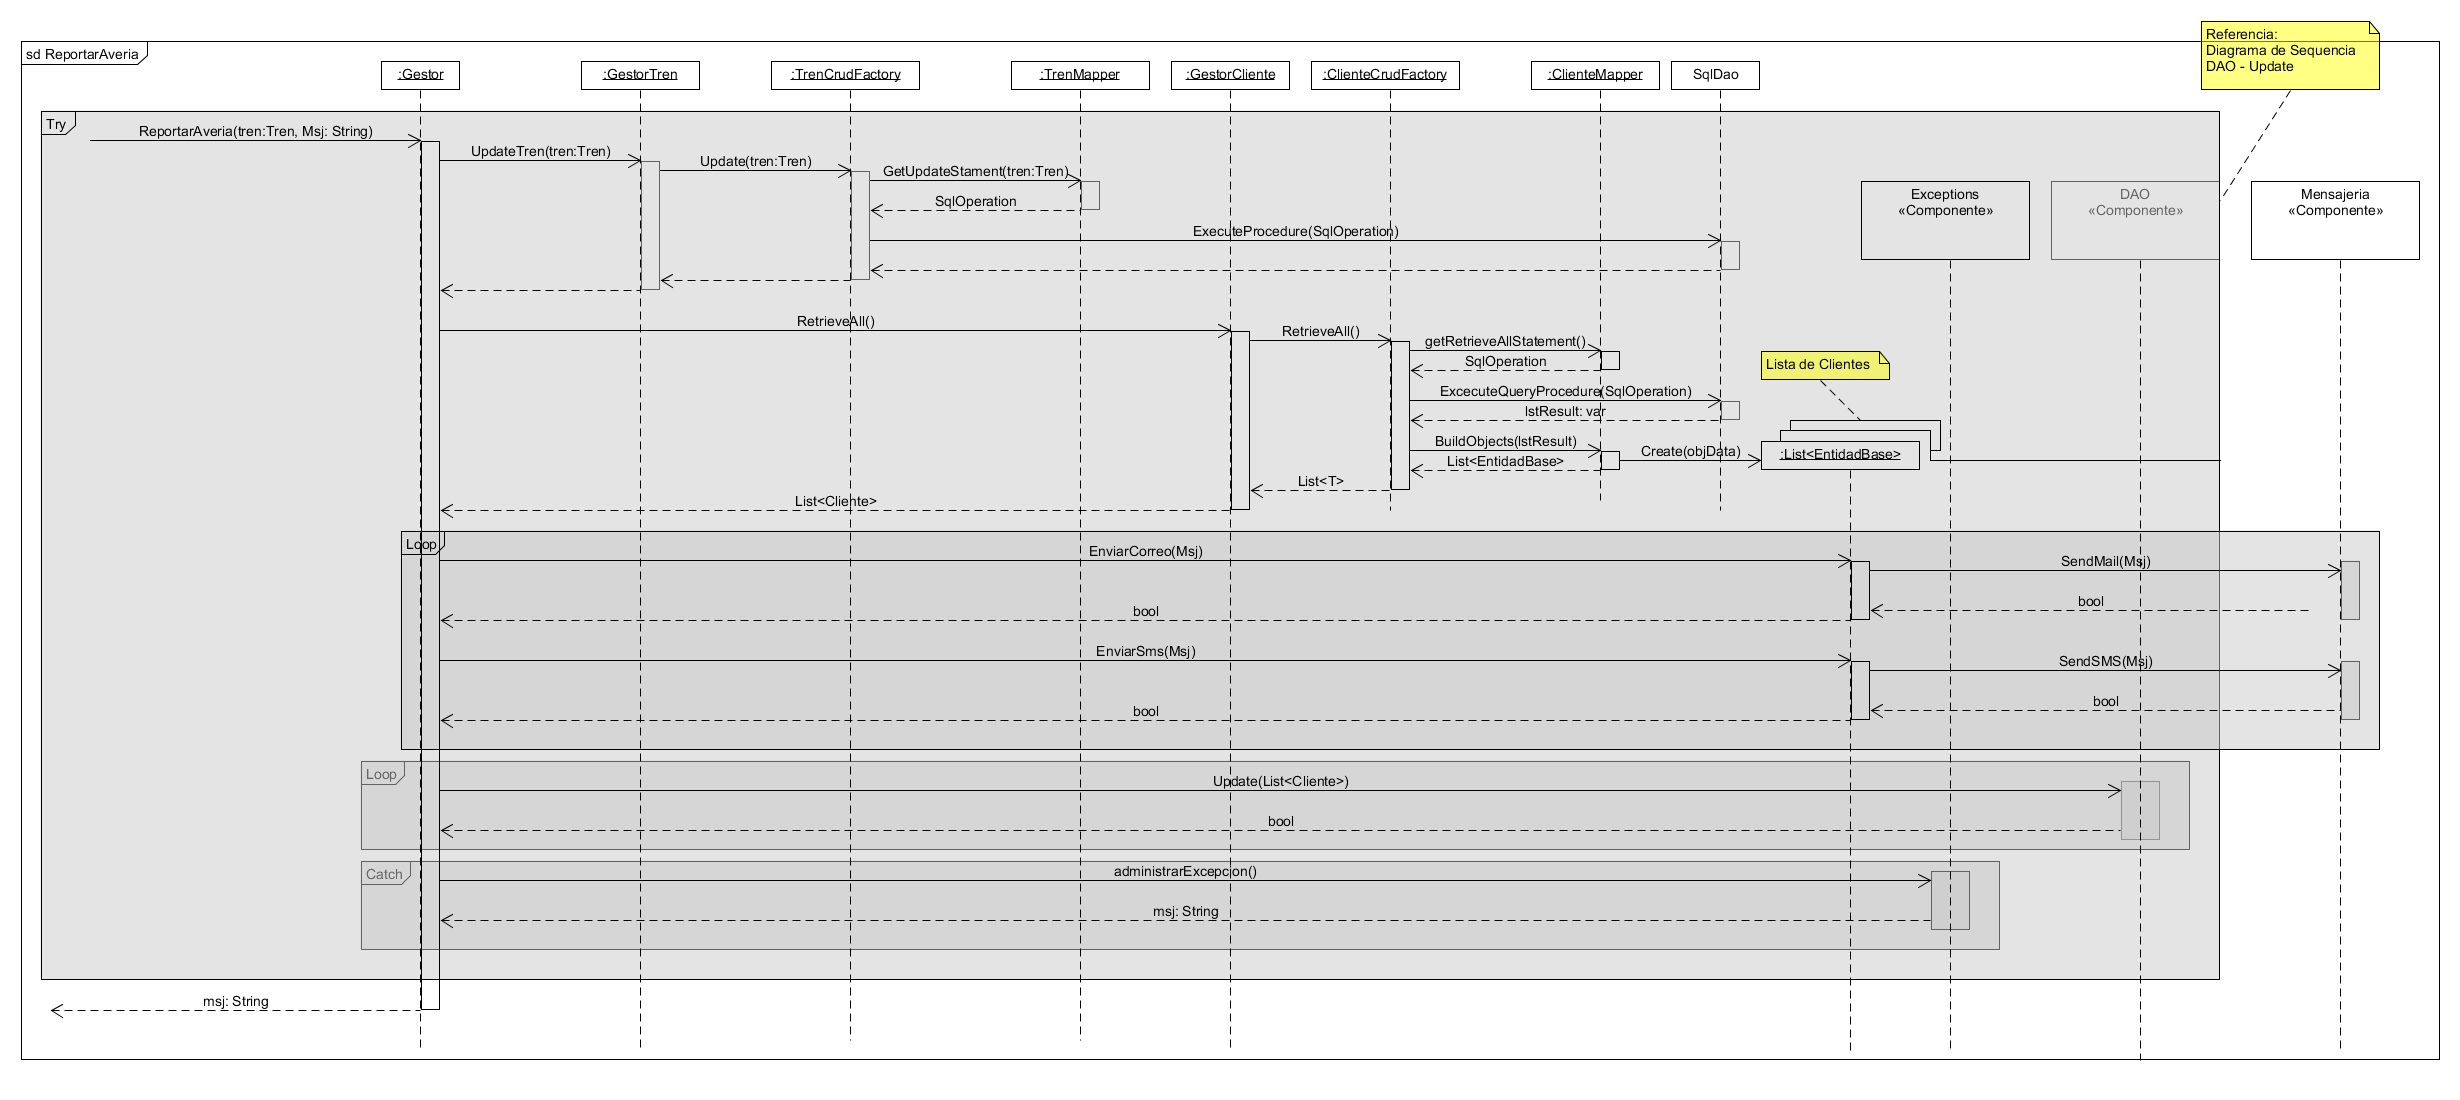 Referencia:
Diagrama de Sequencia
DAO - Update
sd ReportarAveria
:Gestor
:GestorTren
:TrenCrudFactory
:TrenMapper
:GestorCliente
:ClienteCrudFactory
:ClienteMapper
SqlDao
Try
ReportarAveria(tren:Tren, Msj: String)
UpdateTren(tren:Tren)
Update(tren:Tren)
GetUpdateStament(tren:Tren)
SqlOperation
Exceptions
«Componente»
DAO
«Componente»
Mensajeria
«Componente»
ExecuteProcedure(SqlOperation)
RetrieveAll()
RetrieveAll()
getRetrieveAllStatement()
SqlOperation
Lista de Clientes
ExcecuteQueryProcedure(SqlOperation)
lstResult: var
BuildObjects(lstResult)
Create(objData)
:List<EntidadBase>
List<EntidadBase>
List<T>
List<Cliente>
Loop
EnviarCorreo(Msj)
SendMail(Msj)
bool
bool
EnviarSms(Msj)
SendSMS(Msj)
bool
bool
Loop
Update(List<Cliente>)
bool
Catch
administrarExcepcion()
msj: String
msj: String